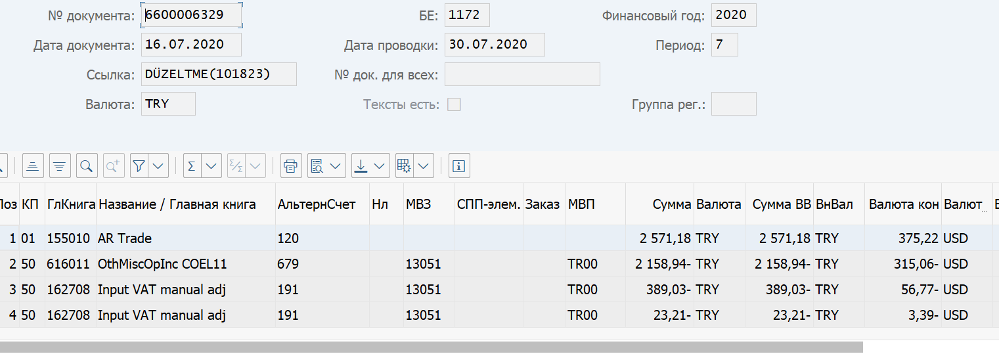 № документа: 6600006329 БЕ: 1172 Финансовый год: 2020
Дата документа: 16.07.2020 Дата проводки: 30.07.2020 Период: 7
Ссылка: DÜZELTME(101823) № док. для всех:
Валюта: TRY Тексты есть: Группа рег.:
Поз КП ГлКнига Название / Главная книга АльтернСчет Нл МВЗ СПП-элем. Заказ МВП Сумма Валюта Сумма ВВ ВнВал Валюта кон Валют...
1 01 155010 AR Trade 120 2 571,18 TRY 2 571,18 TRY 375,22 USD
2 50 616011 OthMiscOpInc COEL11 679 13051 TR00 2 158,94- TRY 2 158,94- TRY 315,06- USD
3 50 162708 Input VAT manual adj 191 13051 TR00 389,03- TRY 389,03- TRY 56,77- USD
4 50 162708 Input VAT manual adj 191 13051 TR00 23,21- TRY 23,21- TRY 3,39- USD